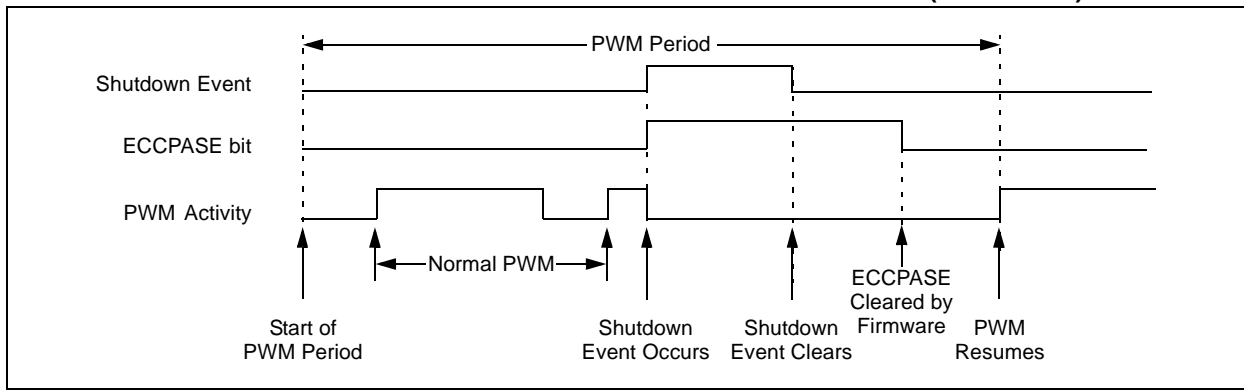 PWM Period
Shutdown Event
ECCPASE bit
PWM Activity
Normal PWM
Start of
PWM Period
Shutdown
Event Occurs
Shutdown
Event Clears
ECCPASE
Cleared by
Firmware
PWM
Resumes